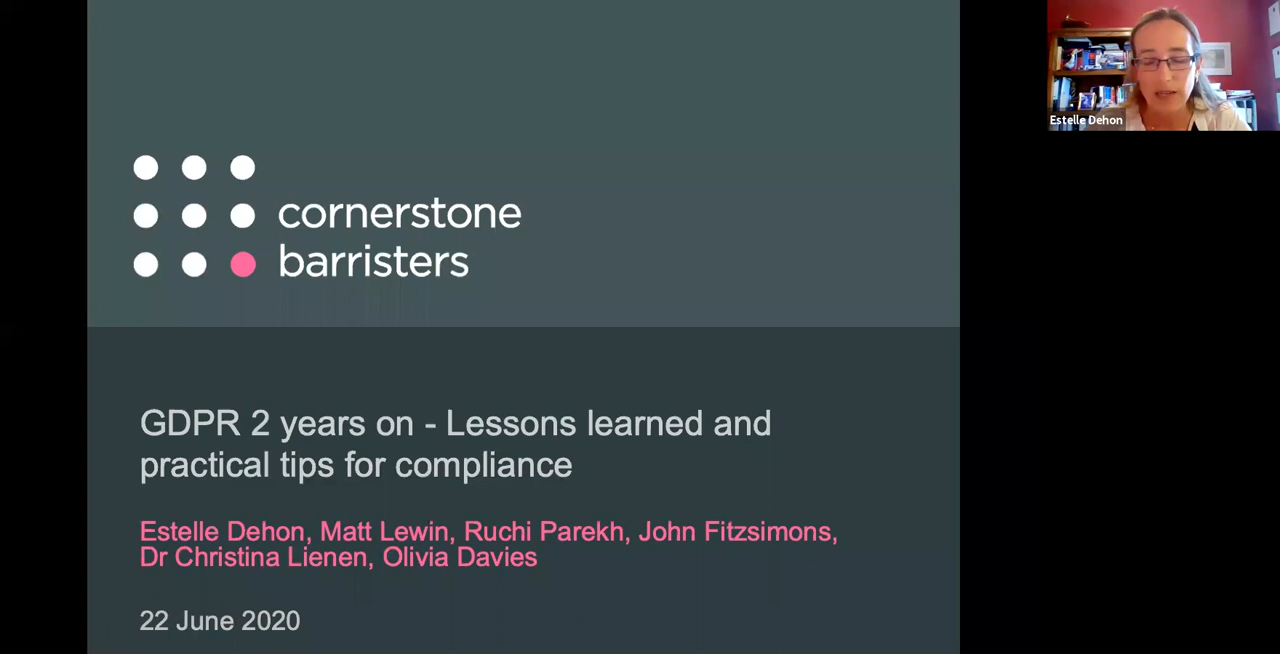 cornerstone
barristers
GDPR 2 years on - Lessons learned and
practical tips for compliance
Estelle Dehon, Matt Lewin, Ruchi Parekh, John Fitzsimons,
Dr Christina Lienen, Olivia Davies
22 June 2020
Estelle Dehon